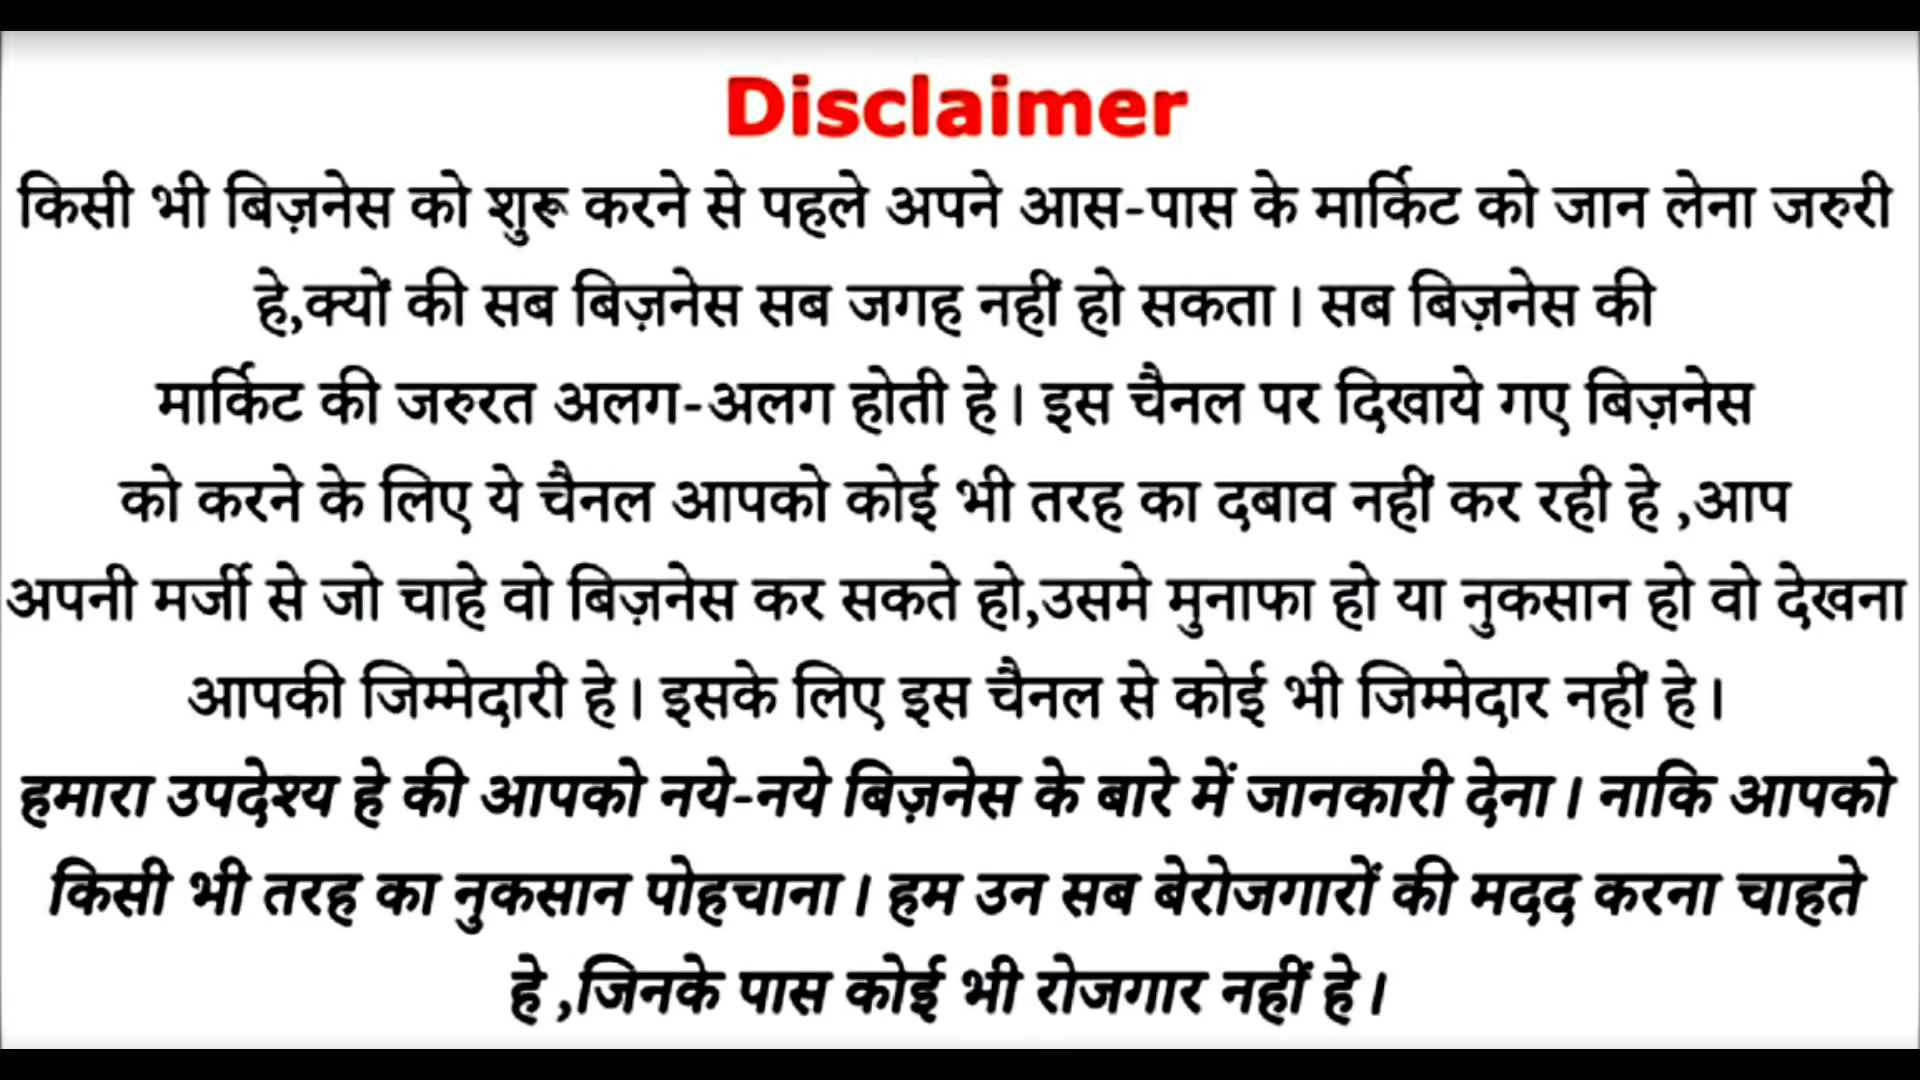 Disclaimer
किसी भी बिज़नेस को शुरू करने से पहले अपने आस-पास के मार्किट को जान लेना जरुरी
हे,क्यों की सब बिज़नेस सब जगह नहीं हो सकता। सब बिज़नेस की
मार्किट की जरुरत अलग-अलग होती हे। इस चैनल पर दिखाये गए बिज़नेस
को करने के लिए ये चैनल आपको कोई भी तरह का दबाव नहीं कर रही हे ,आप
अपनी मर्जी से जो चाहे वो बिज़नेस कर सकते हो,उसमे मुनाफा हो या नुकसान हो वो देखना
आपकी जिम्मेदारी हे। इसके लिए इस चैनल से कोई भी जिम्मेदार नहीं हे।
हमारा उपदेश्य हे की आपको नये-नये बिज़नेस के बारे में जानकारी देना। नाकि आपको
किसी भी तरह का नुकसान पोहचाना। हम उन सब बेरोजगारों की मदद करना चाहते
हे ,जिनके पास कोई भी रोजगार नहीं हे।